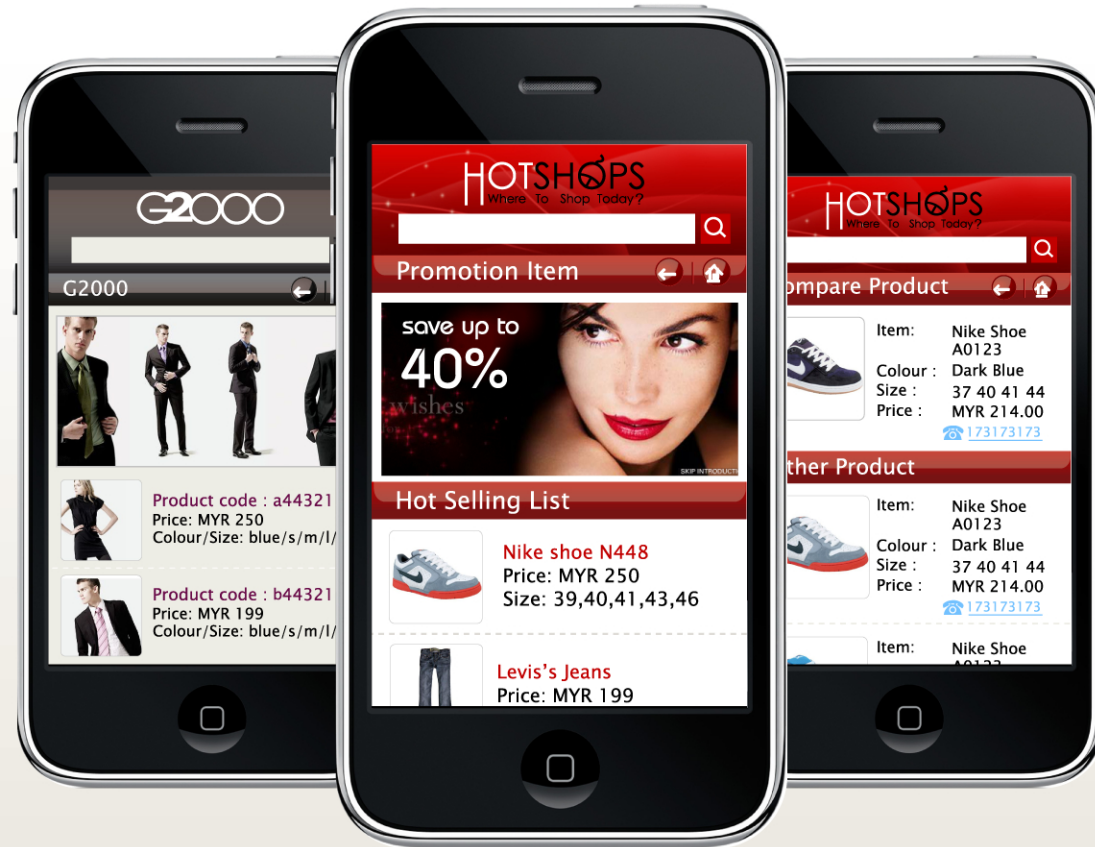 G2000
G2000
Product code : a44321
Price: MYR 250
Colour/Size: blue/s/m/l/
Product code : b44321
Price: MYR 199
Colour/Size: blue/s/m/l/
HOTSHOPS
Where To Shop Today?
Promotion Item
save up to
40%
wishes
SKIP INTRODUCTI
Hot Selling List
Nike shoe N448
Price: MYR 250
Size: 39,40,41,43,46
Levis's Jeans
Price: MYR 199
HOTSHOPS
Where To Shop Today?
ompare Product
Item: Nike Shoe
A0123
Colour : Dark Blue
Size : 37 40 41 44
Price : MYR 214.00
173173173
ther Product
Item: Nike Shoe
A0123
Colour : Dark Blue
Size : 37 40 41 44
Price : MYR 214.00
173173173
Item: Nike Shoe
A0123